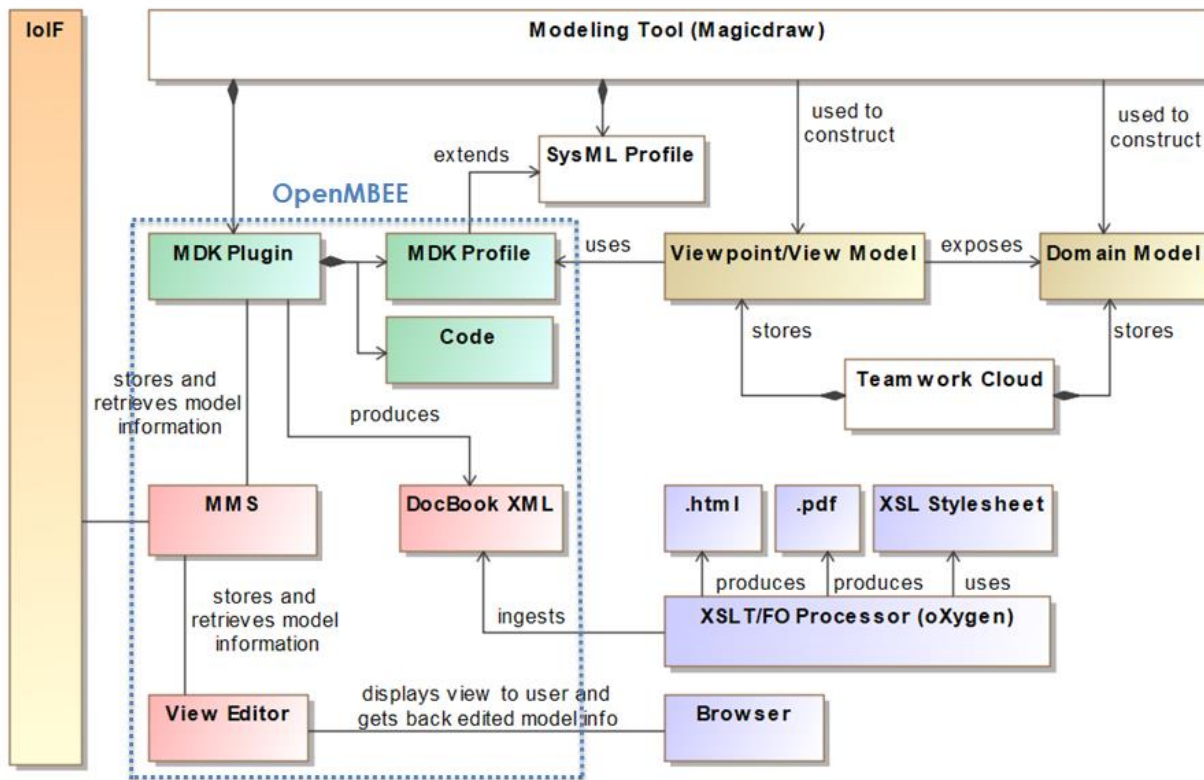 IoIF
Modeling Tool (Magicdraw)
used to
construct
used to
construct
extends
SysML Profile
OpenMBEE
MDK Plugin
MDK Profile
uses
Viewpoint/View Model
exposes
Domain Model
Code
stores
stores
Teamwork Cloud
stores and
retrieves model
information
produces
MMS
DocBook XML
.html
.pdf
XSL Stylesheet
produces
produces
uses
stores and
retrieves model
information
ingests
XSLT/FO Processor (oXygen)
displays view to user and
gets back edited model info
View Editor
Browser